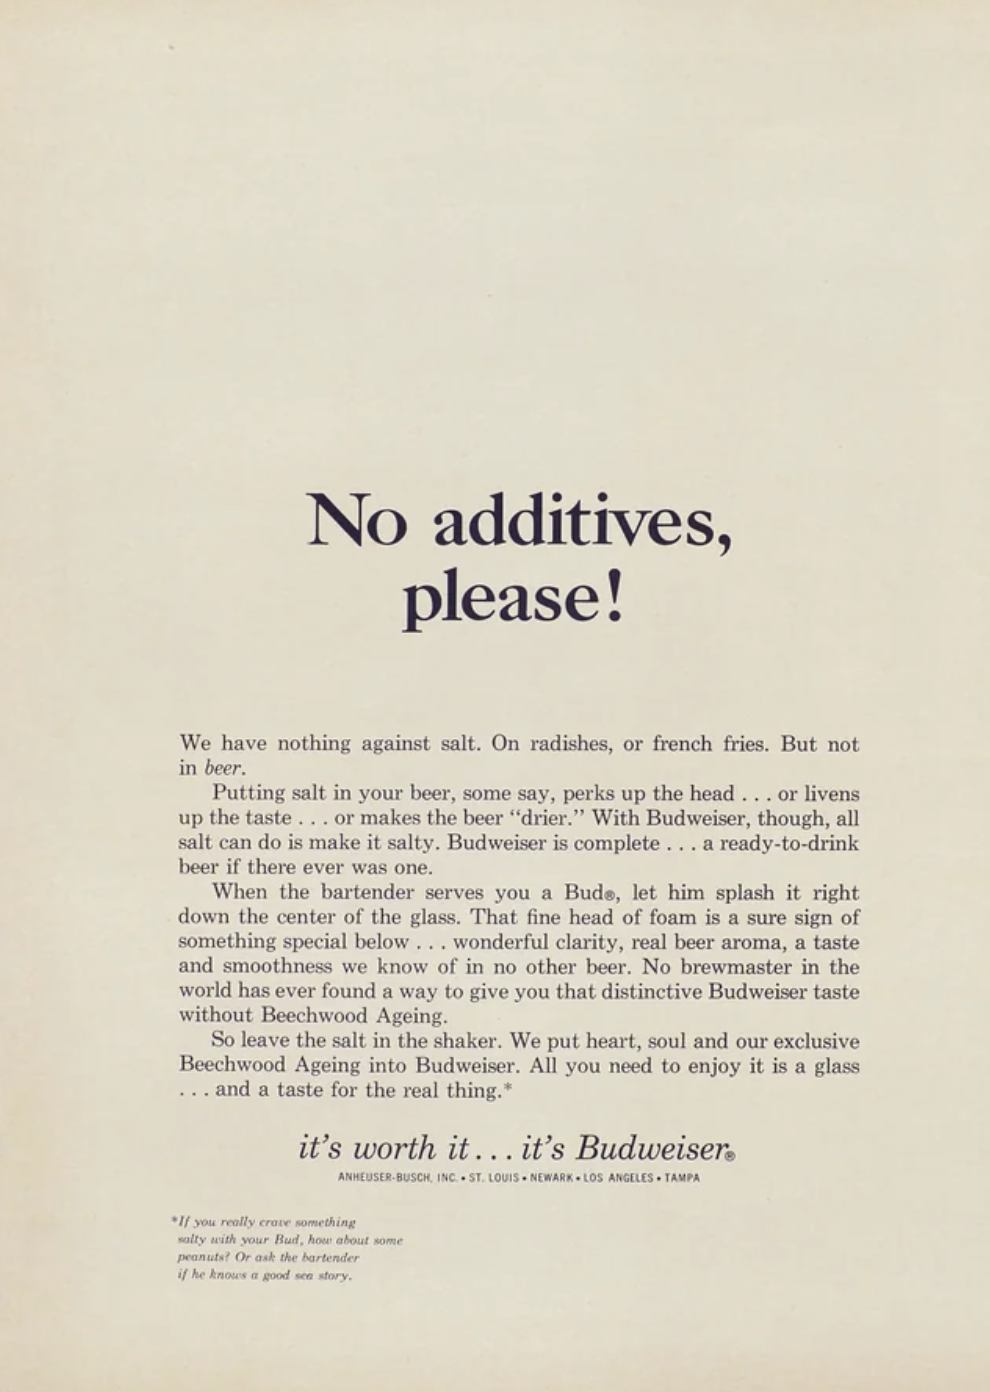 No additives,
please!
We have nothing against salt. On radishes, or french fries. But not
in beer.
Putting salt in your beer, some say, perks up the head . . . or livens
up the taste . . . or makes the beer “drier.” With Budweiser, though, all
salt can do is make it salty. Budweiser is complete . . . a ready-to-drink
beer if there ever was one.
When the bartender serves you a Bud®, let him splash it right
down the center of the glass. That fine head of foam is a sure sign of
something special below . . . wonderful clarity, real beer aroma, a taste
and smoothness we know of in no other beer. No brewmaster in the
world has ever found a way to give you that distinctive Budweiser taste
without Beechwood Ageing.
So leave the salt in the shaker. We put heart, soul and our exclusive
Beechwood Ageing into Budweiser. All you need to enjoy it is a glass
. . . and a taste for the real thing.*
it’s worth it . . . it’s Budweiser®
ANHEUSER-BUSCH, INC. • ST. LOUIS • NEWARK • LOS ANGELES • TAMPA
*If you really crave something
salty with your Bud, how about some
peanuts? Or ask the bartender
if he knows a good sea story.